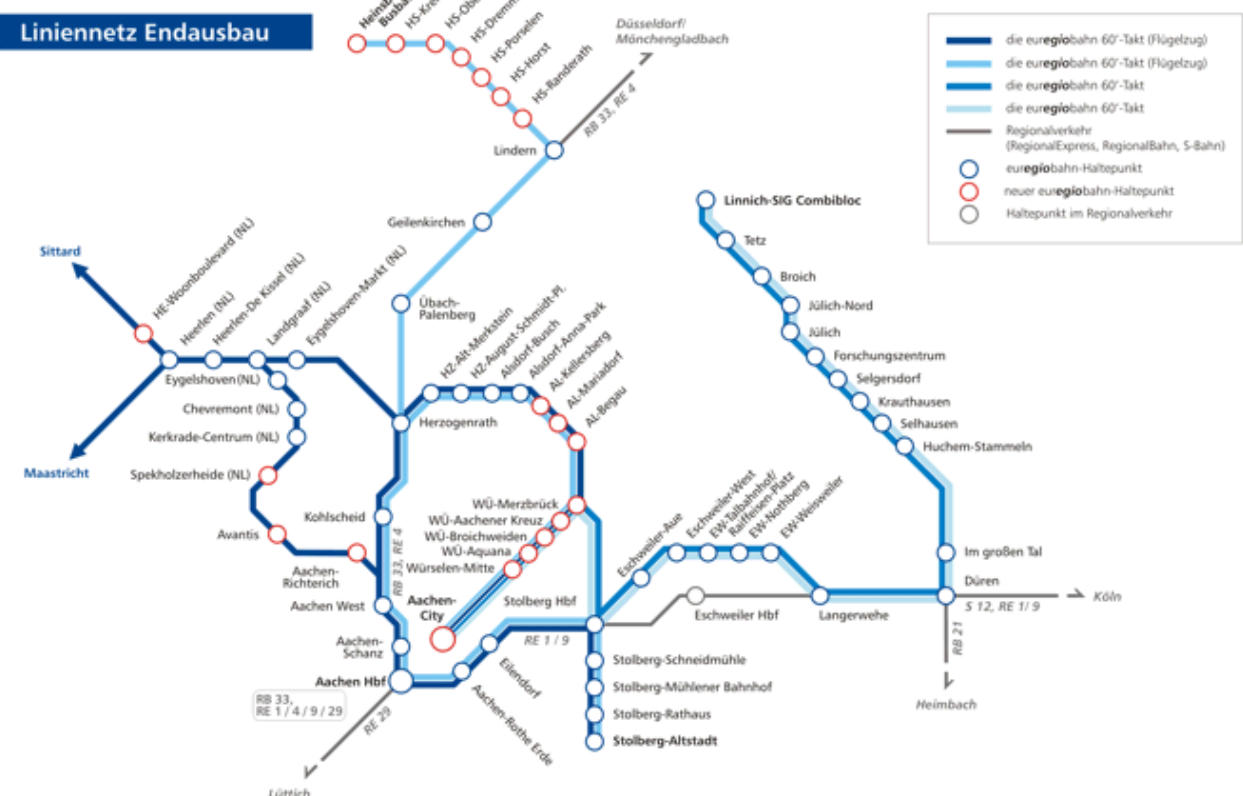 Liniennetz Endausbau
HS-Porselen
HS-Horst
HS-Randerath
Düsseldorf/
Mönchengladbach
RB 33, RE 4
Lindern
Geilenkirchen
Übach-
Palenberg
die euregiobahn 60'-Takt (Flügelzug)
die euregiobahn 60'-Takt (Flügelzug)
die euregiobahn 60'-Takt
die euregiobahn 60'-Takt
Regionalverkehr
(RegionalExpress, RegionalBahn, S-Bahn)
euregiobahn-Haltepunkt
neuer euregiobahn-Haltepunkt
Haltepunkt im Regionalverkehr
Sittard
Maastricht
HE-Woonboulevard (NL)
Heerlen (NL)
Heerlen-De Kissel (NL)
Landgraaf (NL)
Eygelshoven-Markt (NL)
Eygelshoven (NL)
Chevremont (NL)
Kerkrade-Centrum (NL)
Spekholzerheide (NL)
Avantis
Aachen-
Richterich
Herzogenrath
HZ-Alt-Merkstein
HZ-August-Schmidt-Pl.
Alsdorf-Busch
Alsdorf-Anna-Park
AL-Kellersberg
AL-Mariadorf
AL-Begau
Kohlscheid
RB 33, RE 4
Aachen West
Aachen-
Schanz
Aachen Hbf
RB 33,
RE 1 / 4 / 9 / 29
RE 29
Lüttich
WÜ-Merzbrück
WÜ-Aachener Kreuz
WÜ-Broichweiden
WÜ-Aquana
Würselen-Mitte
Aachen-
City
Aachen-Rothe Erde
Eilendorf
RE 1 / 9
Stolberg Hbf
Stolberg-Schneidmühle
Stolberg-Mühlener Bahnhof
Stolberg-Rathaus
Stolberg-Altstadt
Eschweiler-Aue
Eschweiler-West
EW-Talbahnhof/
Raiffeisen-Platz
EW-Nothberg
EW-Weisweiler
Eschweiler Hbf
Langerwehe
Linnich-SIG Combibloc
Tetz
Broich
Jülich-Nord
Jülich
Forschungszentrum
Selgersdorf
Krauthausen
Selhausen
Huchem-Stammeln
Im großen Tal
Düren
S 12, RE 1/ 9
Köln
RB 21
Heimbach